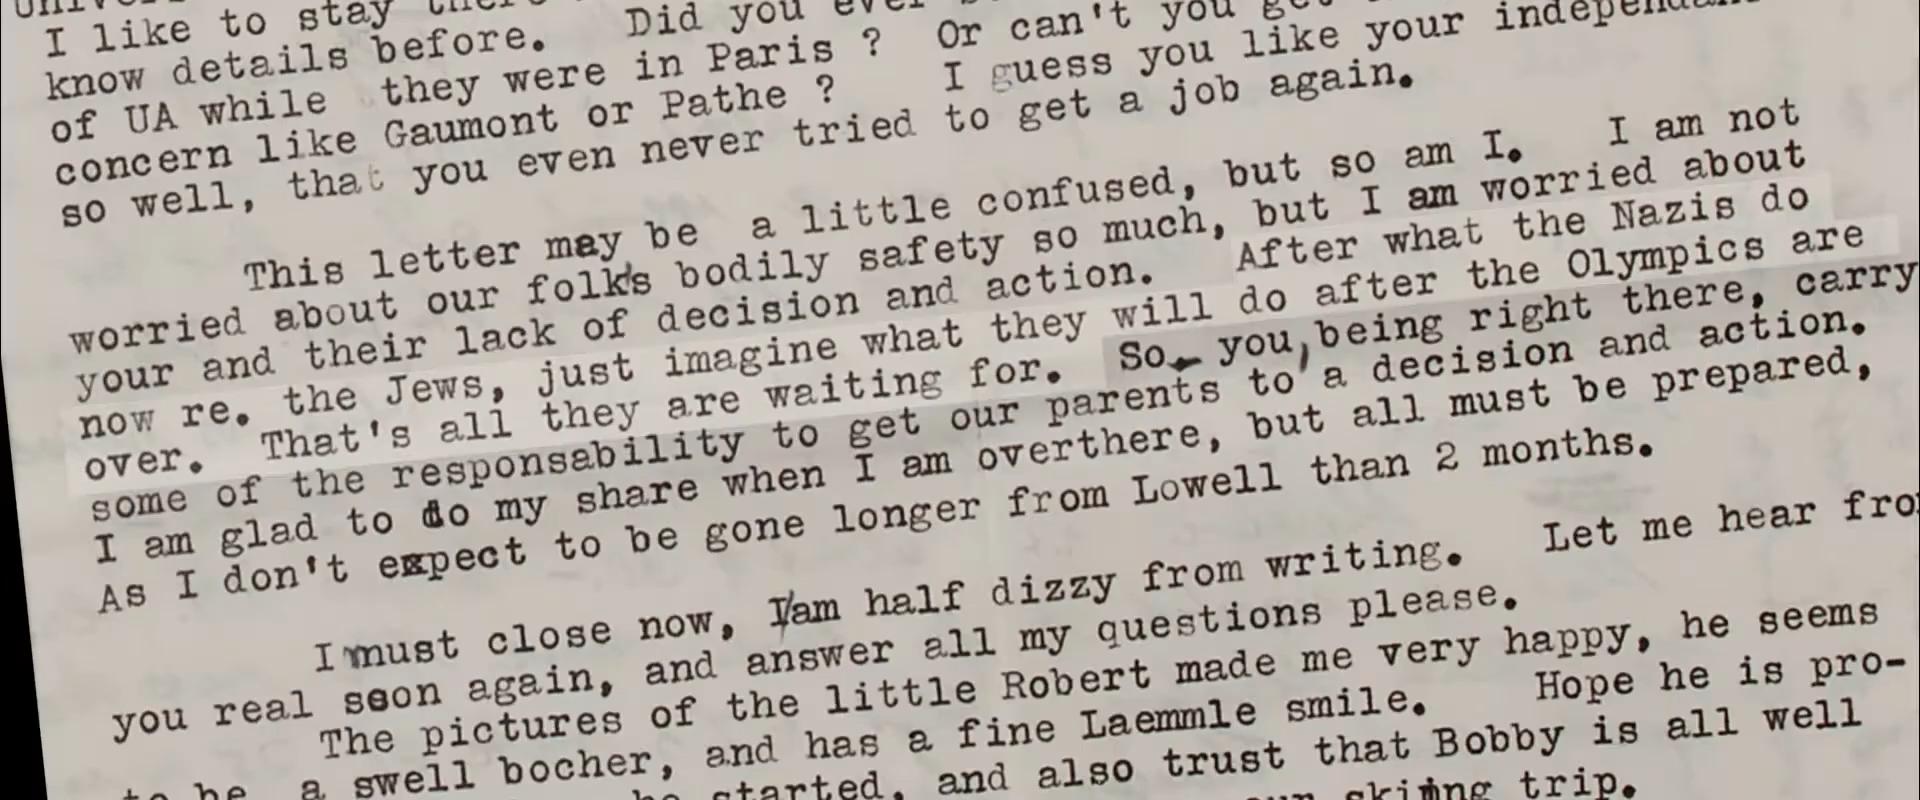 I like to stay
know details before. Did you ever
of UA while they were in Paris ? Or can't you get
concern like Gaumont or Pathe ? I guess you like your
so well, that you even never tried to get a job again.
This letter may be a little confused, but so am I. I am not
worried about our folks bodily safety so much, but I am worried about
your and their lack of decision and action. After what the Nazis do
now re. the Jews, just imagine what they will do after the Olympics are
over. That's all they are waiting for. So you, being right there, carry
some of the responsability to get our parents to a decision and action.
I am glad to do my share when I am overthere, but all must be prepared,
As I don't expect to be gone longer from Lowell than 2 months.
I must close now, I am half dizzy from writing. Let me hear fro
you real soon again, and answer all my questions please.
The pictures of the little Robert made me very happy, he seems
to be a swell bocher, and has a fine Laemmle smile. Hope he is pro-
started, and also trust that Bobby is all well
trip.